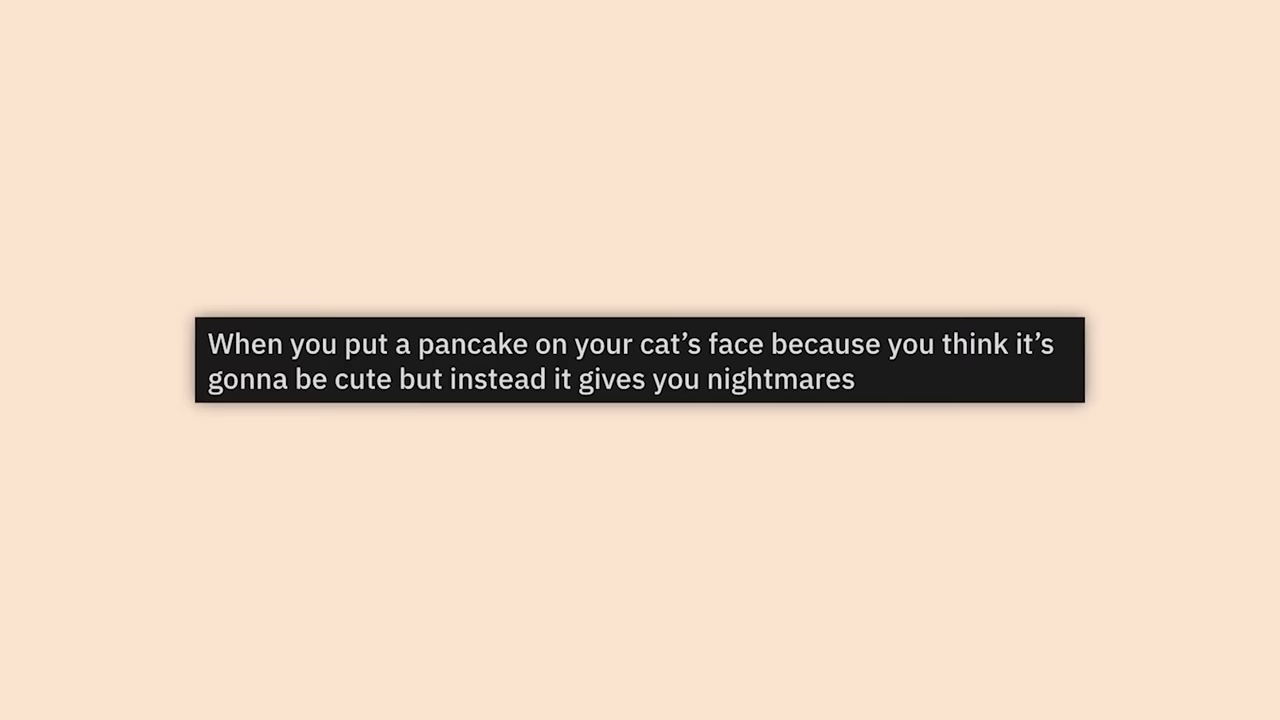 When you put a pancake on your cat’s face because you think it’s
gonna be cute but instead it gives you nightmares